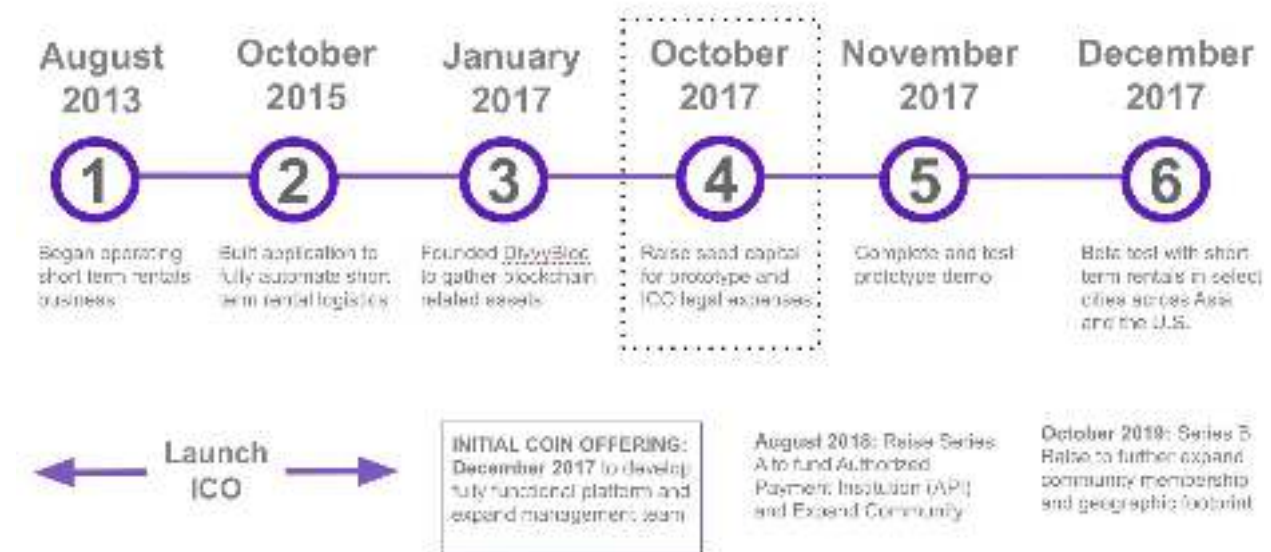 August
2013
October
2015
January
2017
October
2017
November
2017
December
2017
1
2
3
4
5
6
Began operating
short term rentals
business
Built application to
fully automate short
term rental logistics
Founded DivvyBloc
to gather blockchain
related assets
Raise seed capital
for prototype and
ICO legal expenses
Complete and test
prototype demo
Beta test with short
term rentals in select
cities across Asia
and the U.S.
Launch
ICO
INITIAL COIN OFFERING:
December 2017 to develop
fully functional platform and
expand management team
August 2018: Raise Series
A to fund Authorized
Payment Institution (API)
and Expand Community
October 2019: Series B
Raise to further expand
community membership
and geographic footprint